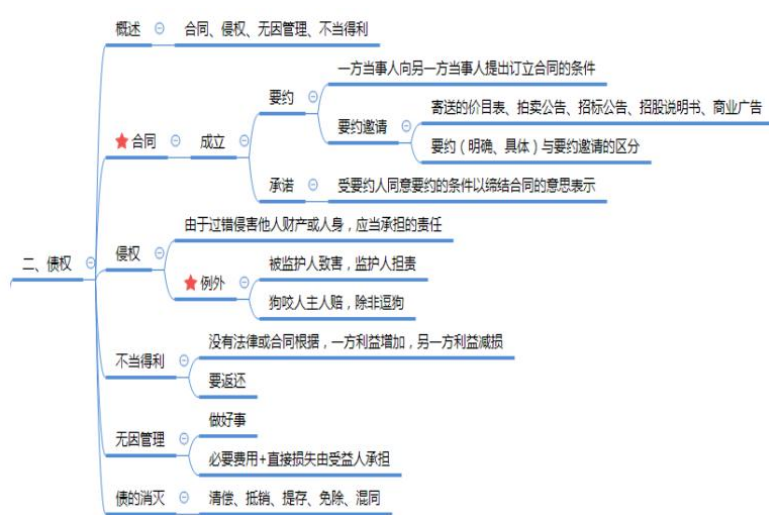 二、债权
概述
合同、侵权、无因管理、不当得利
合同
成立
要约
一方当事人向另一方当事人提出订立合同的条件
要约邀请
寄送的价目表、拍卖公告、招标公告、招股说明书、商业广告
要约（明确、具体）与要约邀请的区分
承诺
受要约人同意要约的条件以缔结合同的意思表示
侵权
由于过错侵害他人财产或人身，应当承担的责任
例外
被监护人致害，监护人担责
狗咬人主人赔，除非逗狗
不当得利
没有法律或合同根据，一方利益增加，另一方利益减损
要返还
无因管理
做好事
必要费用+直接损失由受益人承担
债的消灭
清偿、抵销、提存、免除、混同